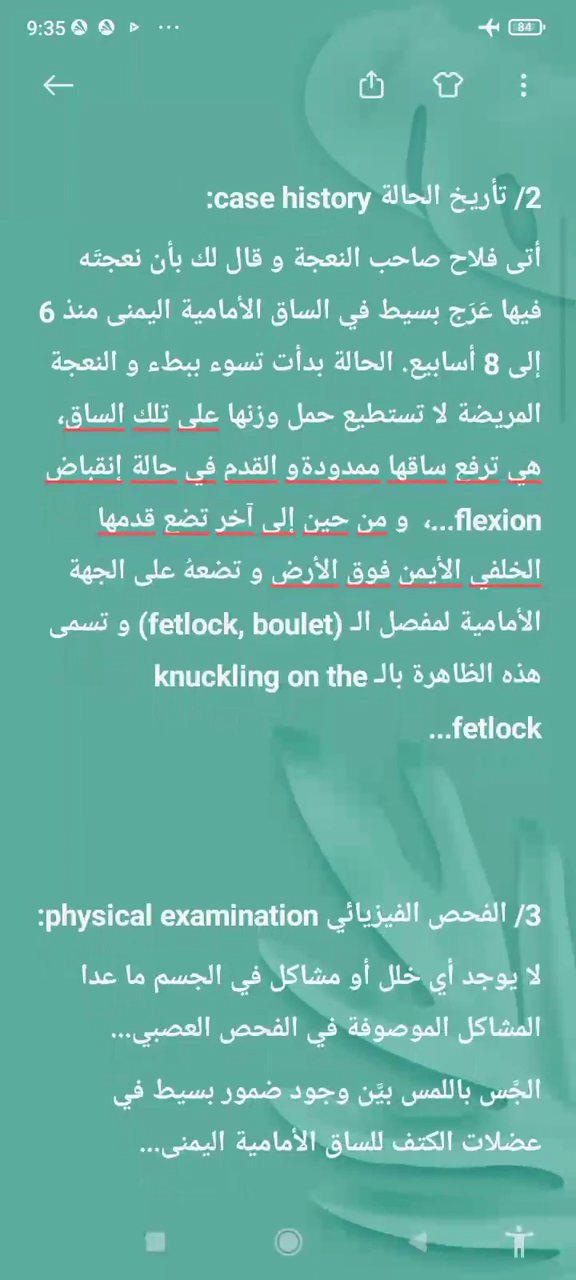 9:35
84
2/ تأريخ الحالة case history:
أتى فلاح صاحب النعجة و قال لك بأن نعجتَه
فيها عَرَج بسيط في الساق الأمامية اليمنى منذ 6
إلى 8 أسابيع. الحالة بدأت تسوء ببطء و النعجة
المريضة لا تستطيع حمل وزنها على تلك الساق،
هي ترفع ساقها ممدودةو القدم في حالة إنقباض
flexion...، و من حين إلى آخر تضع قدمها
الخلفي الأيمن فوق الأرض و تضعهُ على الجهة
الأمامية لمفصل الـ (fetlock, boulet) و تسمى
هذه الظاهرة بالـ knuckling on the
fetlock...
3/ الفحص الفيزيائي physical examination:
لا يوجد أي خلل أو مشاكل في الجسم ما عدا
المشاكل الموصوفة في الفحص العصبي...
الجَس باللمس بيَّن وجود ضمور بسيط في
عضلات الكتف للساق الأمامية اليمنى...